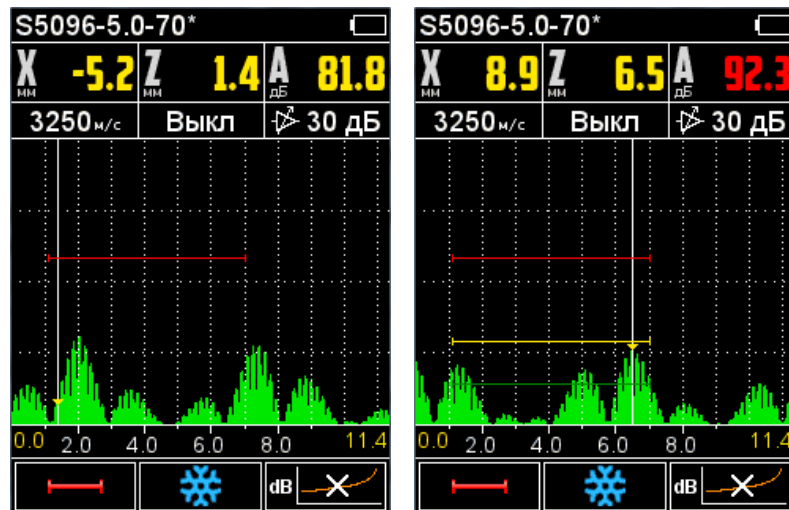 S5096-5.0-70*
X мм -5.2 Z мм 1.4 A дБ 81.8
3250 м/с Выкл 30 дБ
0.0 2.0 4.0 6.0 8.0 11.4
dB
S5096-5.0-70*
X мм 8.9 Z мм 6.5 A дБ 92.3
3250 м/с Выкл 30 дБ
0.0 2.0 4.0 6.0 8.0 11.4
dB